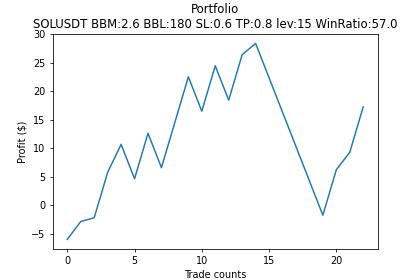 Portfolio
SOLUSDT BBM:2.6 BBL:180 SL:0.6 TP:0.8 lev:15 WinRatio:57.0
30
25
20
15
10
5
0
−5
Profit ($)
0 5 10 15 20
Trade counts